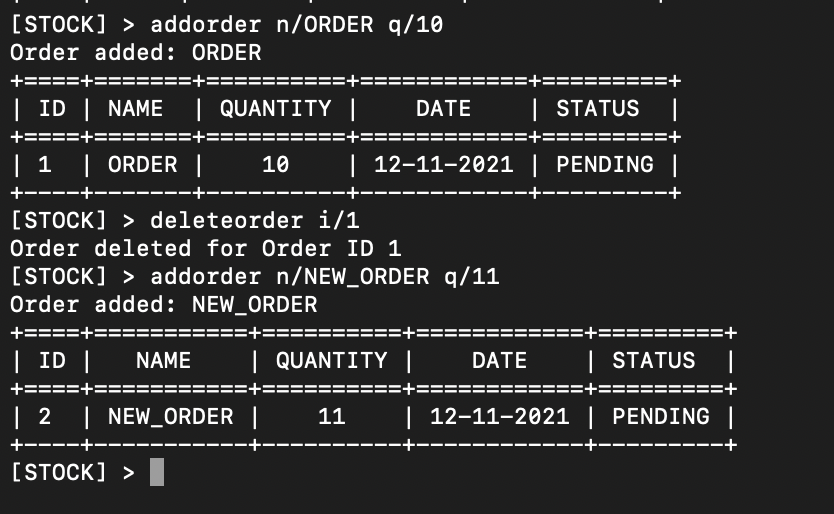 [STOCK] > addorder n/ORDER q/10
Order added: ORDER
+====+=======+==========+============+=========+
| ID | NAME  | QUANTITY |    DATE    | STATUS  |
+====+=======+==========+============+=========+
| 1  | ORDER |    10    | 12-11-2021 | PENDING |
+----+-------+----------+------------+---------+
[STOCK] > deleteorder i/1
Order deleted for Order ID 1
[STOCK] > addorder n/NEW_ORDER q/11
Order added: NEW_ORDER
+====+===========+==========+============+=========+
| ID |   NAME    | QUANTITY |    DATE    | STATUS  |
+====+===========+==========+============+=========+
| 2  | NEW_ORDER |    11    | 12-11-2021 | PENDING |
+----+-----------+----------+------------+---------+
[STOCK] >